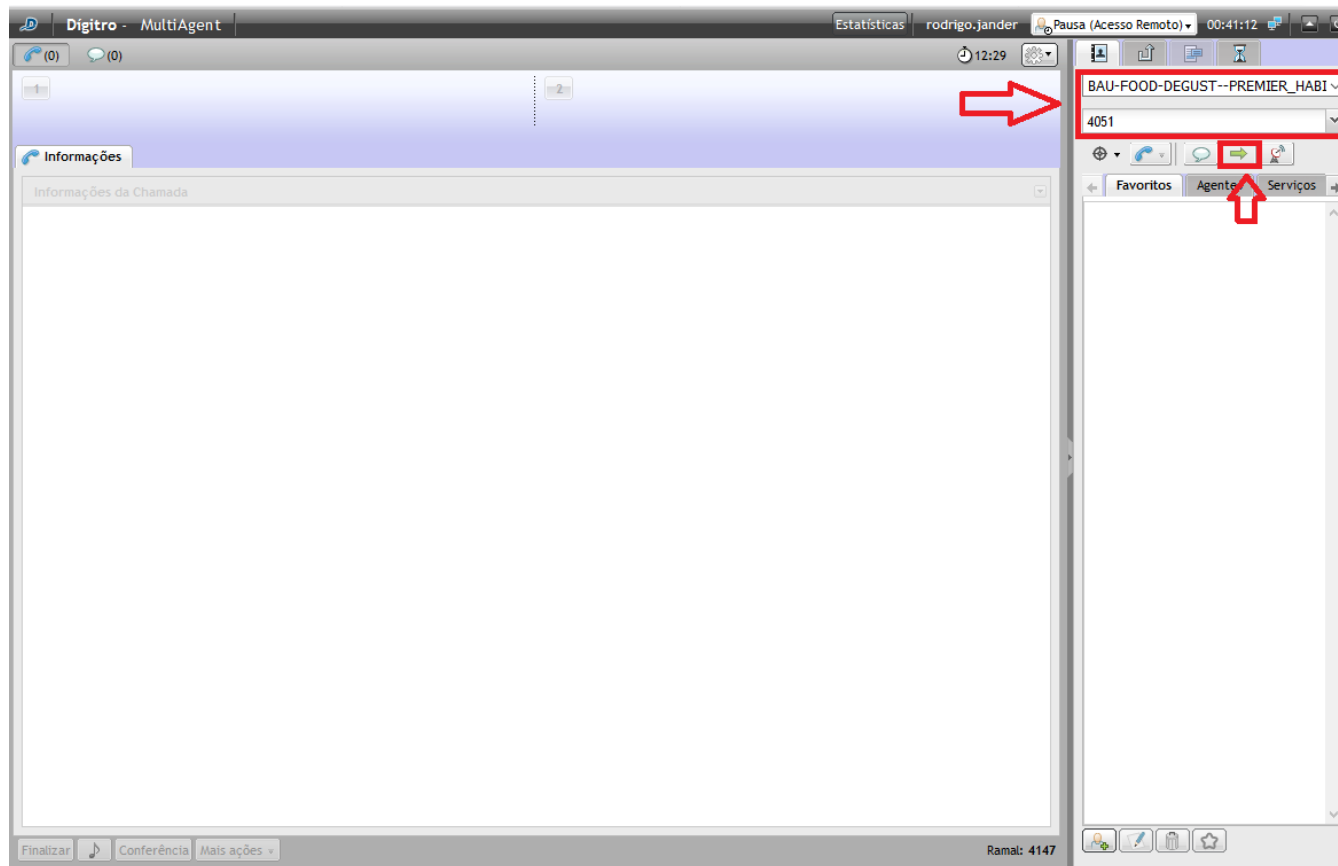 Dígitro - MultiAgent Estatísticas rodrigo.jander Pausa (Acesso Remoto) 00:41:12
(0) (0) 12:29
1 2
BAU-FOOD-DEGUST--PREMIER_HABI
4051
Informações
Informações da Chamada
Favoritos Agente Serviços
Finalizar Conferência Mais ações Ramal: 4147